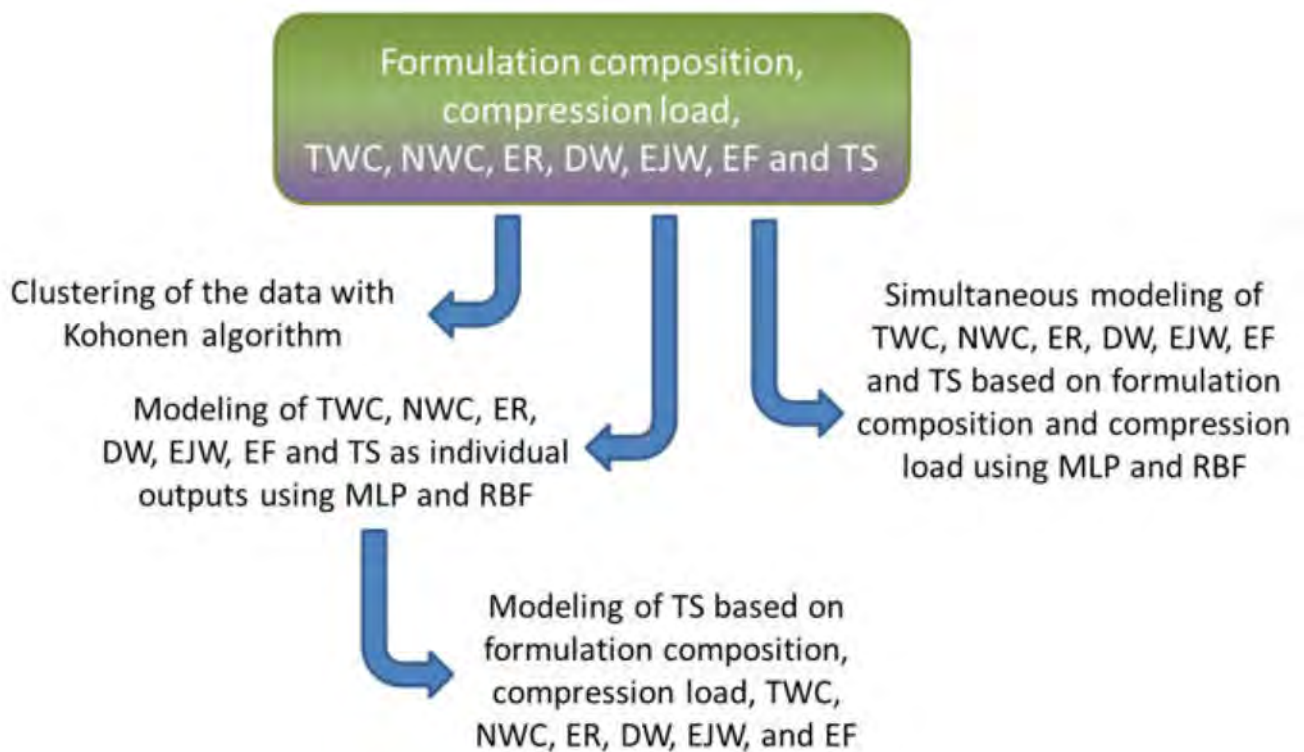 Formulation composition,
compression load,
TWC, NWC, ER, DW, EJW, EF and TS
Clustering of the data with
Kohonen algorithm
Modeling of TWC, NWC, ER,
DW, EJW, EF and TS as individual
outputs using MLP and RBF
Simultaneous modeling of
TWC, NWC, ER, DW, EJW, EF
and TS based on formulation
composition and compression
load using MLP and RBF
Modeling of TS based on
formulation composition,
compression load, TWC,
NWC, ER, DW, EJW, and EF